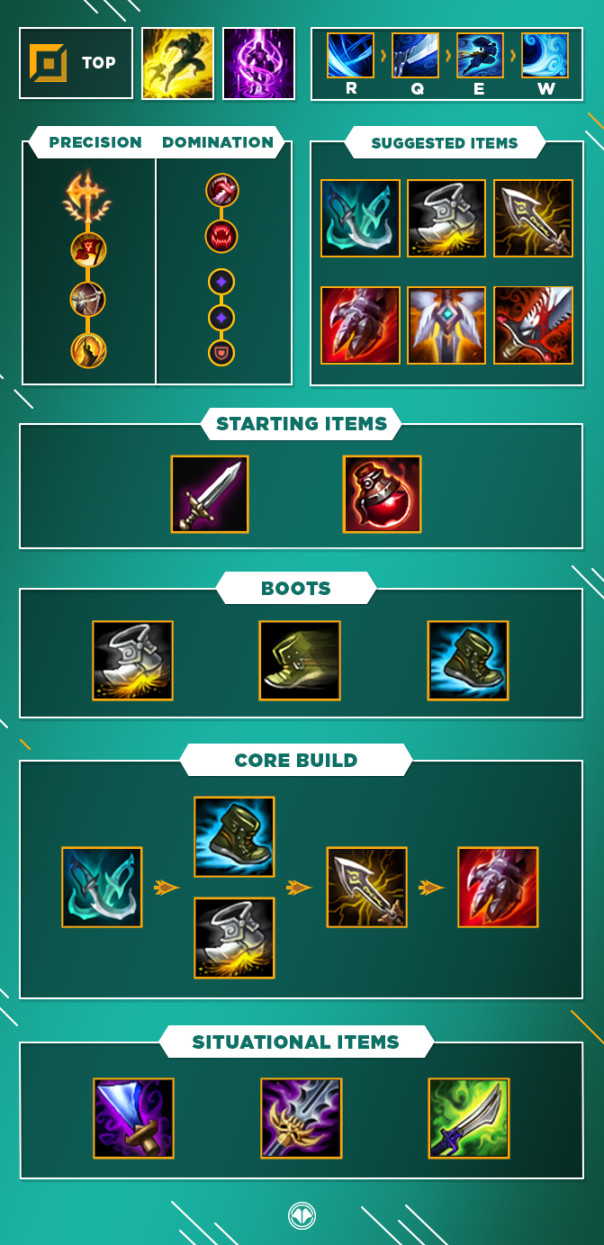 TOP
R Q E W
PRECISION DOMINATION
SUGGESTED ITEMS
STARTING ITEMS
BOOTS
CORE BUILD
SITUATIONAL ITEMS